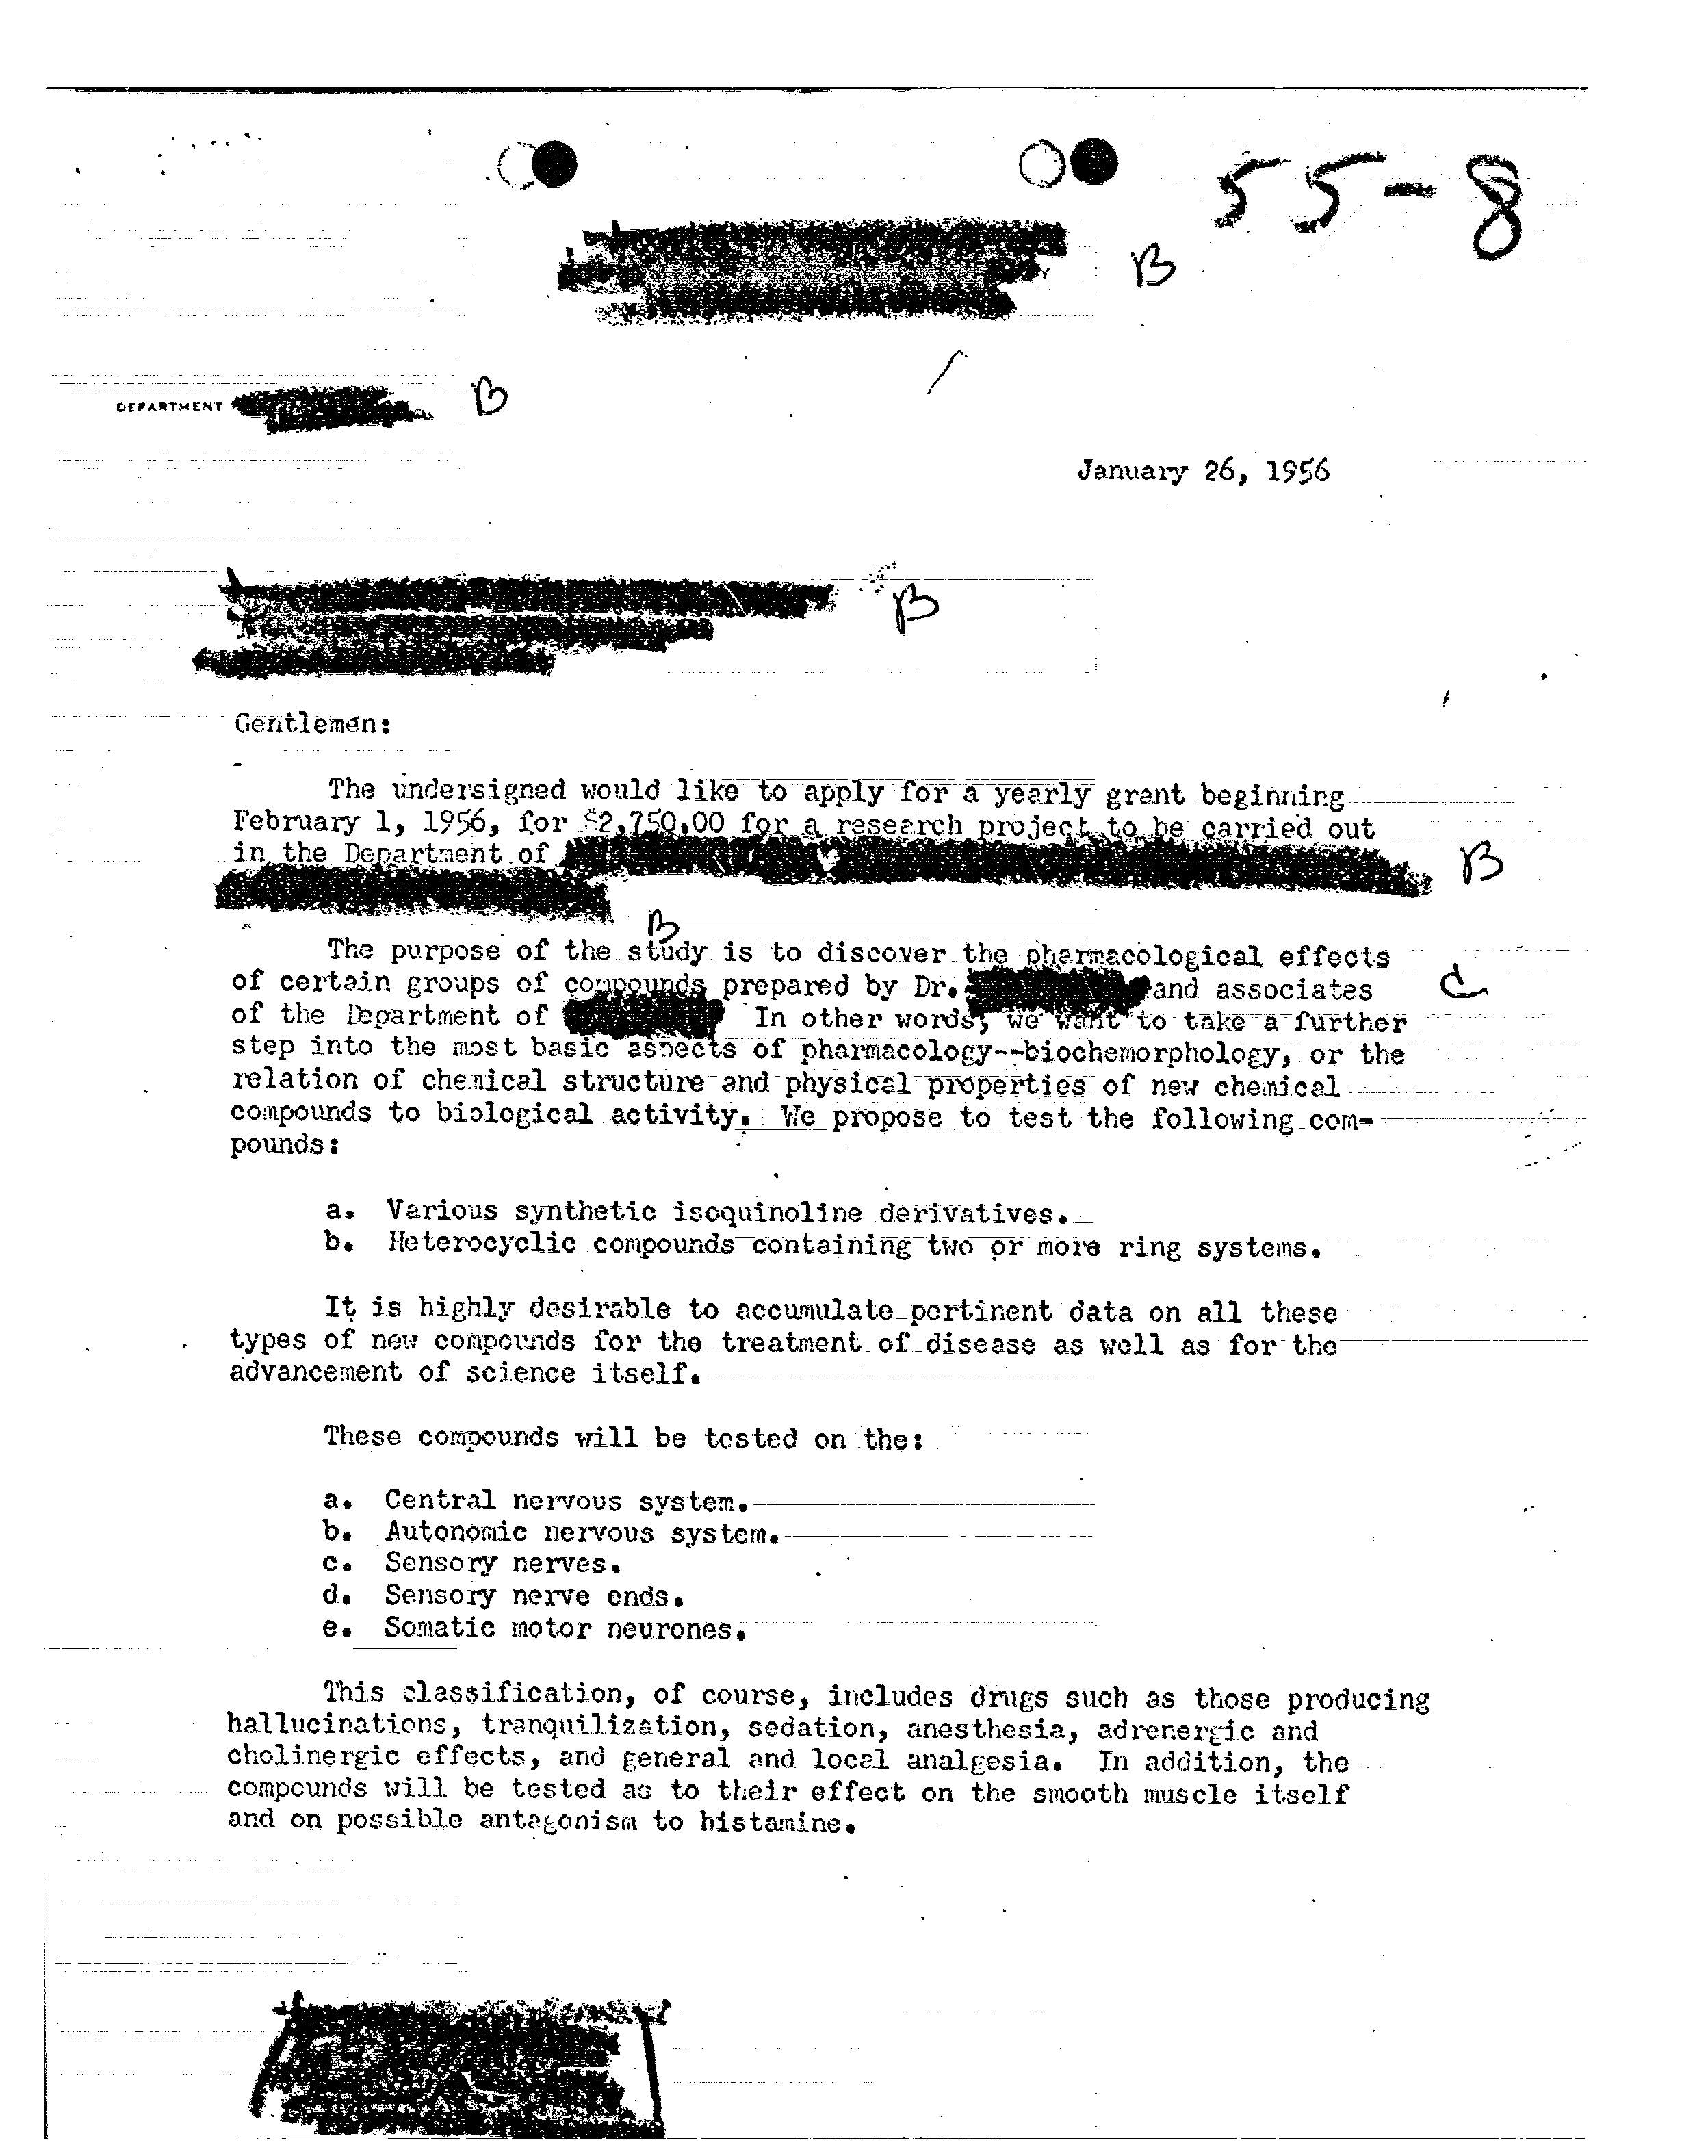 55-8
B
DEPARTMENT
B
January 26, 1956
B
Gentlemen:
The undersigned would like to apply for a yearly grant beginning
February 1, 1956, for $2,750.00 for a research project to be carried out
in the Department of
B
B
The purpose of the study is to discover the pharmacological effects
of certain groups of compounds prepared by Dr. and associates
C
of the Department of In other words, we want to take a further
step into the most basic aspects of pharmacology--biochemorphology, or the
relation of chemical structure and physical properties of new chemical
compounds to biological activity. We propose to test the following com-
pounds:
a. Various synthetic isoquinoline derivatives.
b. Heterocyclic compounds containing two or more ring systems.
It is highly desirable to accumulate pertinent data on all these
types of new compounds for the treatment of disease as well as for the
advancement of science itself.
These compounds will be tested on the:
a. Central nervous system.
b. Autonomic nervous system.
c. Sensory nerves.
d. Sensory nerve ends.
e. Somatic motor neurones.
This classification, of course, includes drugs such as those producing
hallucinations, tranquilization, sedation, anesthesia, adrenergic and
cholinergic effects, and general and local analgesia. In addition, the
compounds will be tested as to their effect on the smooth muscle itself
and on possible antagonism to histamine.